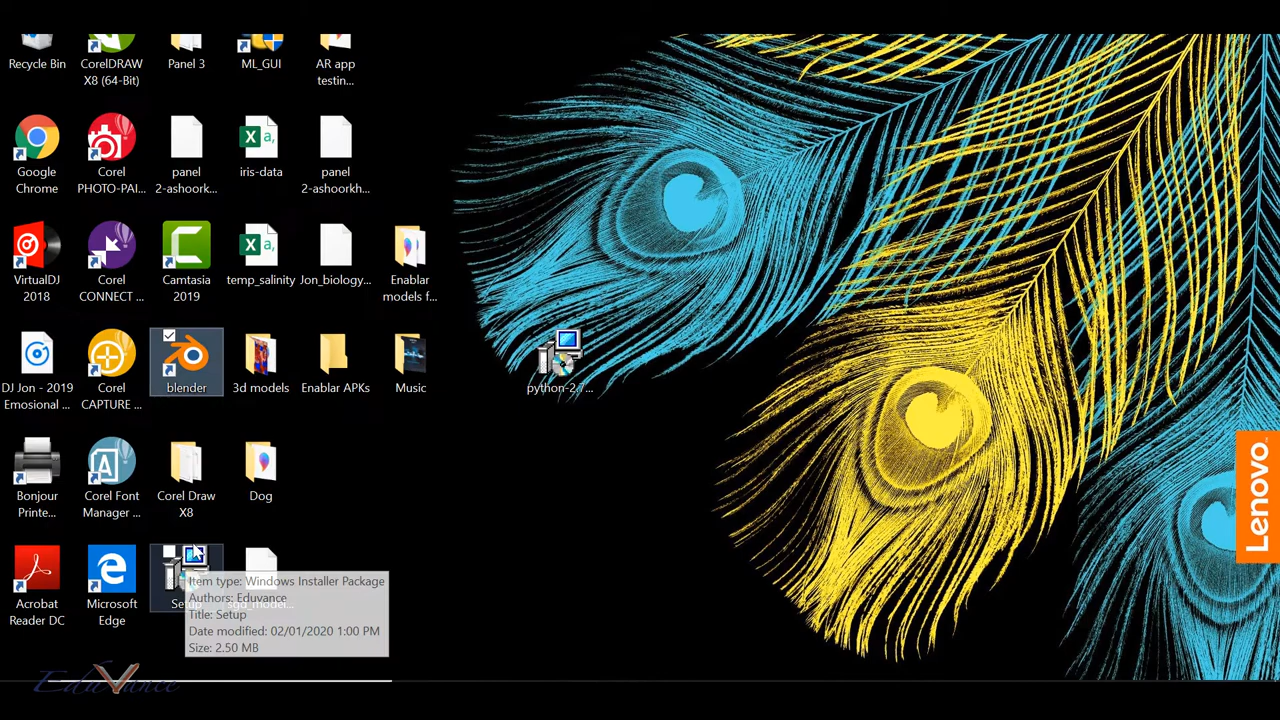 Recycle Bin
CorelDRAW
X8 (64-Bit)
Panel 3
ML_GUI
AR app
testin...
Google
Chrome
Corel
PHOTO-PAI...
panel
2-ashoork...
iris-data
panel
2-ashoorkh...
VirtualDJ
2018
Corel
CONNECT ...
Camtasia
2019
temp_salinity
Jon_biology...
Enablar
models f...
DJ Jon - 2019
Emosional ...
Corel
CAPTURE ...
blender
3d models
Enablar APKs
Music
python-2.7...
Bonjour
Printe...
Corel Font
Manager ...
Corel Draw
X8
Dog
Acrobat
Reader DC
Microsoft
Edge
Setup
Item type: Windows Installer Package
Authors: Eduvance
Title: Setup
Date modified: 02/01/2020 1:00 PM
Size: 2.50 MB
Lenovo
EduVance